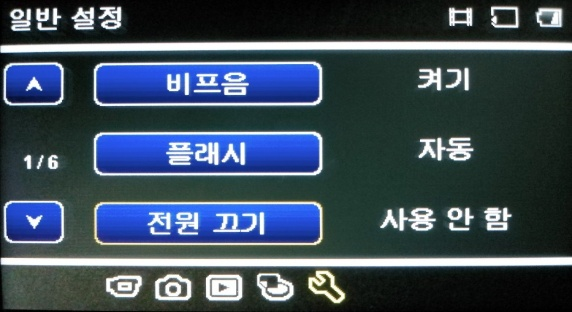 일반 설정
비프음 켜기
1/6
플래시 자동
전원 끄기 사용 안 함